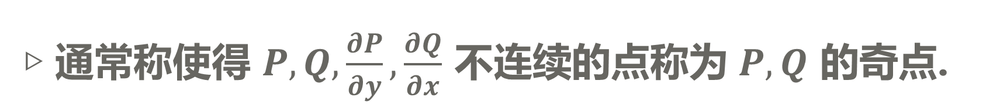 ▷ 通常称使得 P, Q, ∂P/∂y, ∂Q/∂x 不连续的点称为 P, Q 的奇点.